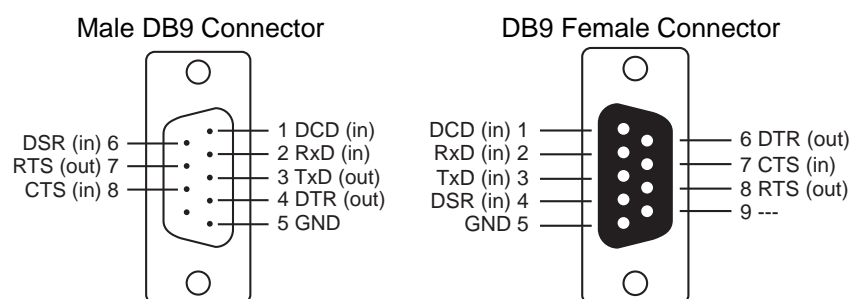 Male DB9 Connector
DSR (in) 6
RTS (out) 7
CTS (in) 8
1 DCD (in)
2 RxD (in)
3 TxD (out)
4 DTR (out)
5 GND
DB9 Female Connector
DCD (in) 1
RxD (in) 2
TxD (in) 3
DSR (in) 4
GND 5
6 DTR (out)
7 CTS (in)
8 RTS (out)
9 ---